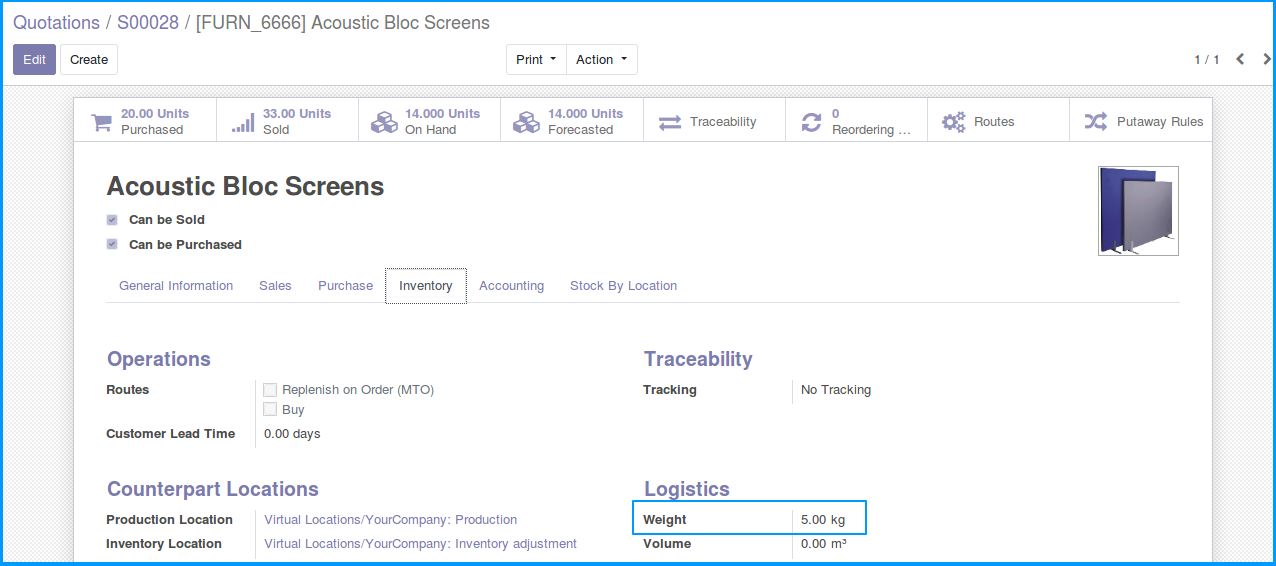 Quotations / S00028 / [FURN_6666] Acoustic Bloc Screens
Edit Create Print Action 1 / 1
20.00 Units Purchased
33.00 Units Sold
14.000 Units On Hand
14.000 Units Forecasted
Traceability
0 Reordering ...
Routes
Putaway Rules
Acoustic Bloc Screens
Can be Sold
Can be Purchased
General Information Sales Purchase Inventory Accounting Stock By Location
Operations
Routes Replenish on Order (MTO)
Buy
Customer Lead Time 0.00 days
Traceability
Tracking No Tracking
Counterpart Locations
Production Location Virtual Locations/YourCompany: Production
Inventory Location Virtual Locations/YourCompany: Inventory adjustment
Logistics
Weight 5.00 kg
Volume 0.00 m³